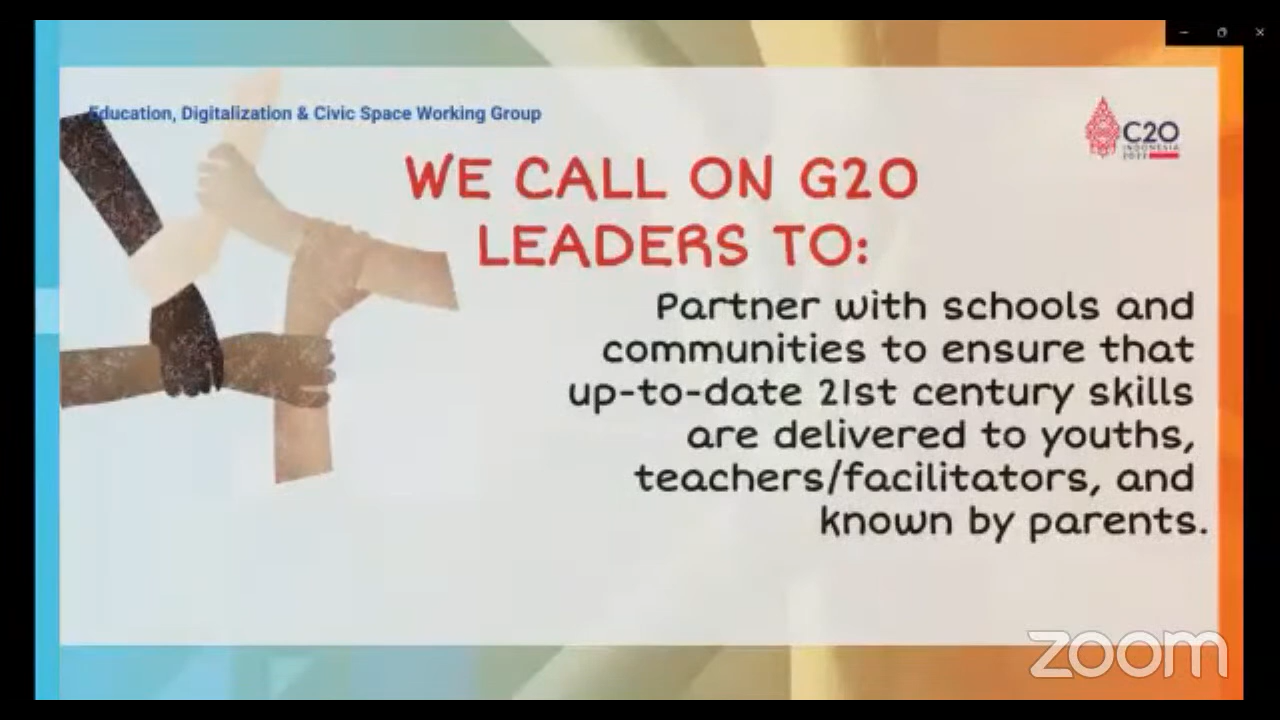 Education, Digitalization & Civic Space Working Group
C20
INDONESIA
2022
WE CALL ON G20
LEADERS TO:
Partner with schools and
communities to ensure that
up-to-date 21st century skills
are delivered to youths,
teachers/facilitators, and
known by parents.
zoom